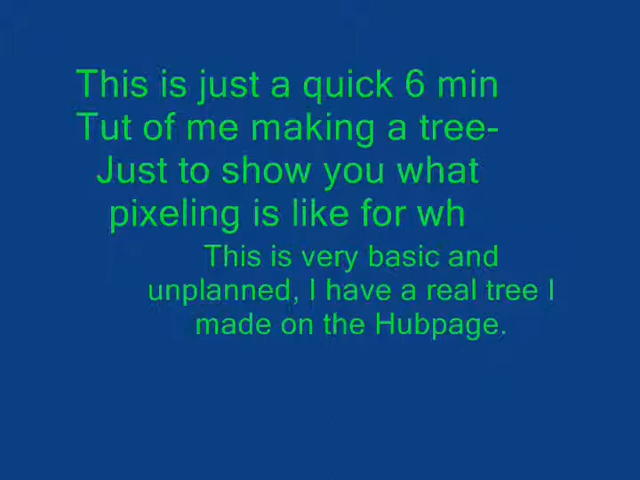 This is just a quick 6 min
Tut of me making a tree-
Just to show you what
pixeling is like for wh
This is very basic and
unplanned, I have a real tree I
made on the Hubpage.